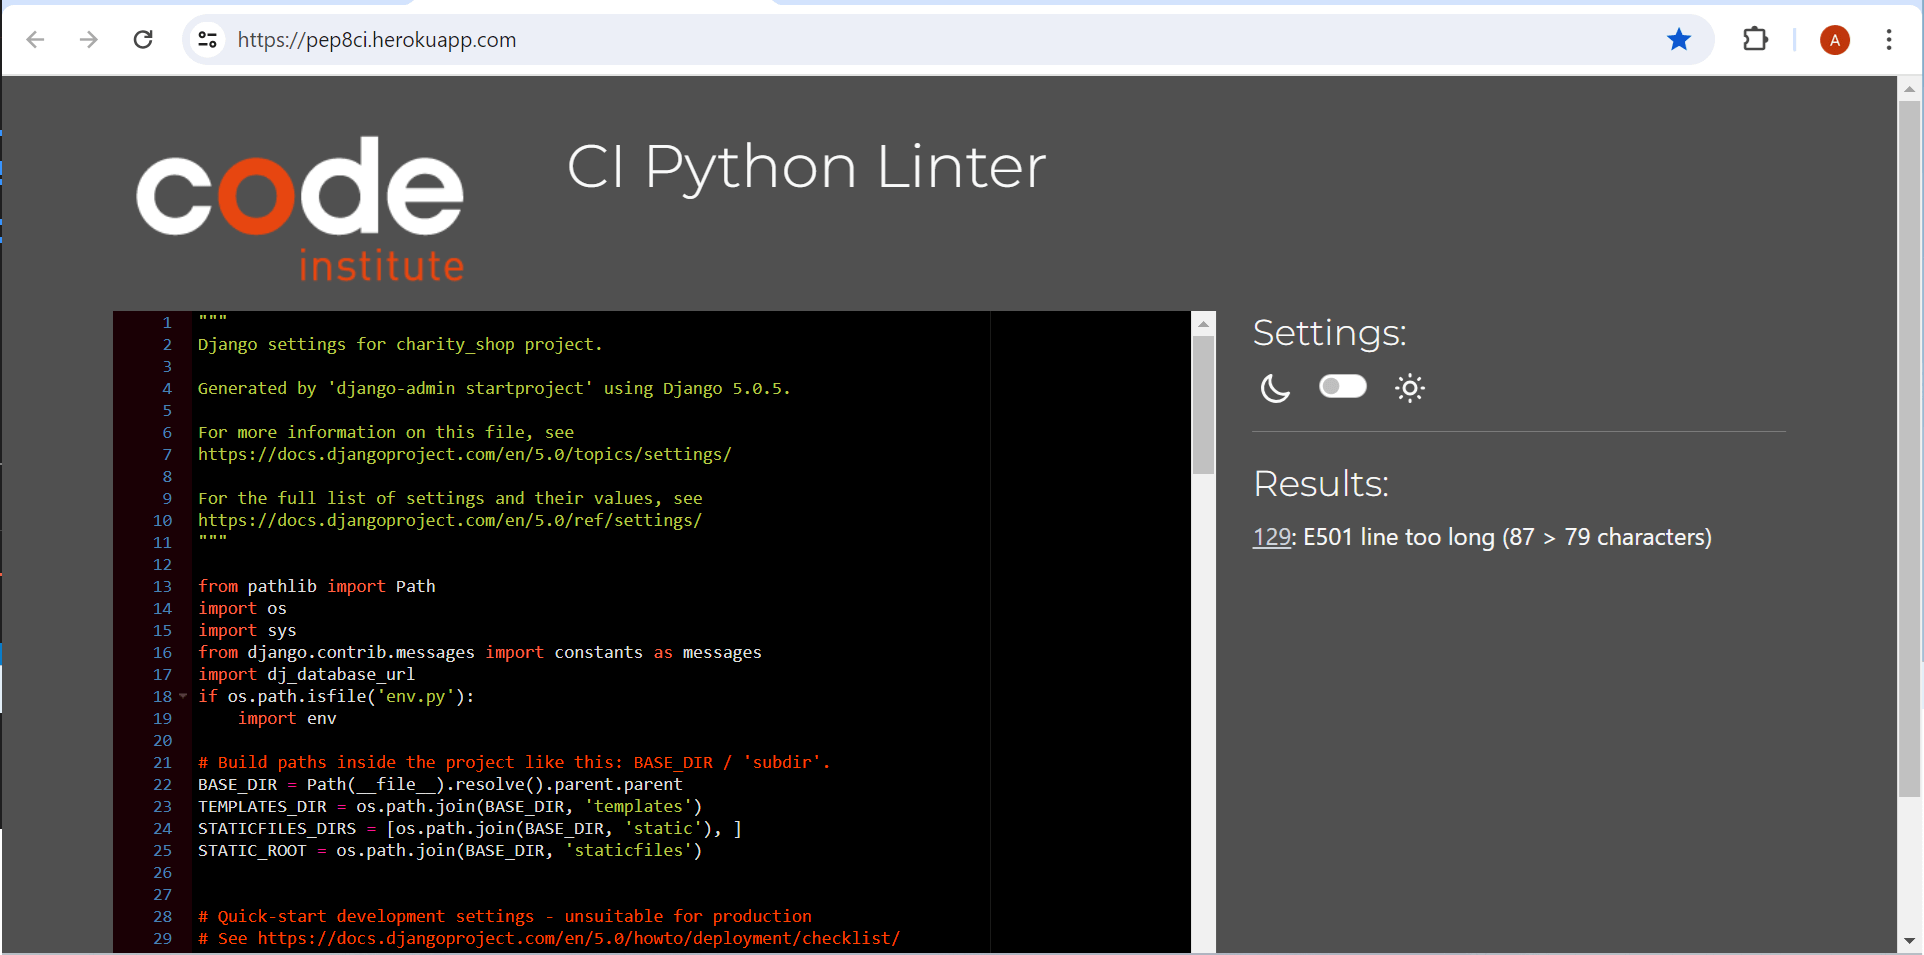 https://pep8ci.herokuapp.com
A
code
institute
CI Python Linter
1 """
2 Django settings for charity_shop project.
3
4 Generated by 'django-admin startproject' using Django 5.0.5.
5
6 For more information on this file, see
7 https://docs.djangoproject.com/en/5.0/topics/settings/
8
9 For the full list of settings and their values, see
10 https://docs.djangoproject.com/en/5.0/ref/settings/
11 """
12
13 from pathlib import Path
14 import os
15 import sys
16 from django.contrib.messages import constants as messages
17 import dj_database_url
18 if os.path.isfile('env.py'):
19     import env
20
21 # Build paths inside the project like this: BASE_DIR / 'subdir'.
22 BASE_DIR = Path(__file__).resolve().parent.parent
23 TEMPLATES_DIR = os.path.join(BASE_DIR, 'templates')
24 STATICFILES_DIRS = [os.path.join(BASE_DIR, 'static'), ]
25 STATIC_ROOT = os.path.join(BASE_DIR, 'staticfiles')
26
27
28 # Quick-start development settings - unsuitable for production
29 # See https://docs.djangoproject.com/en/5.0/howto/deployment/checklist/
Settings:
Results:
129: E501 line too long (87 > 79 characters)